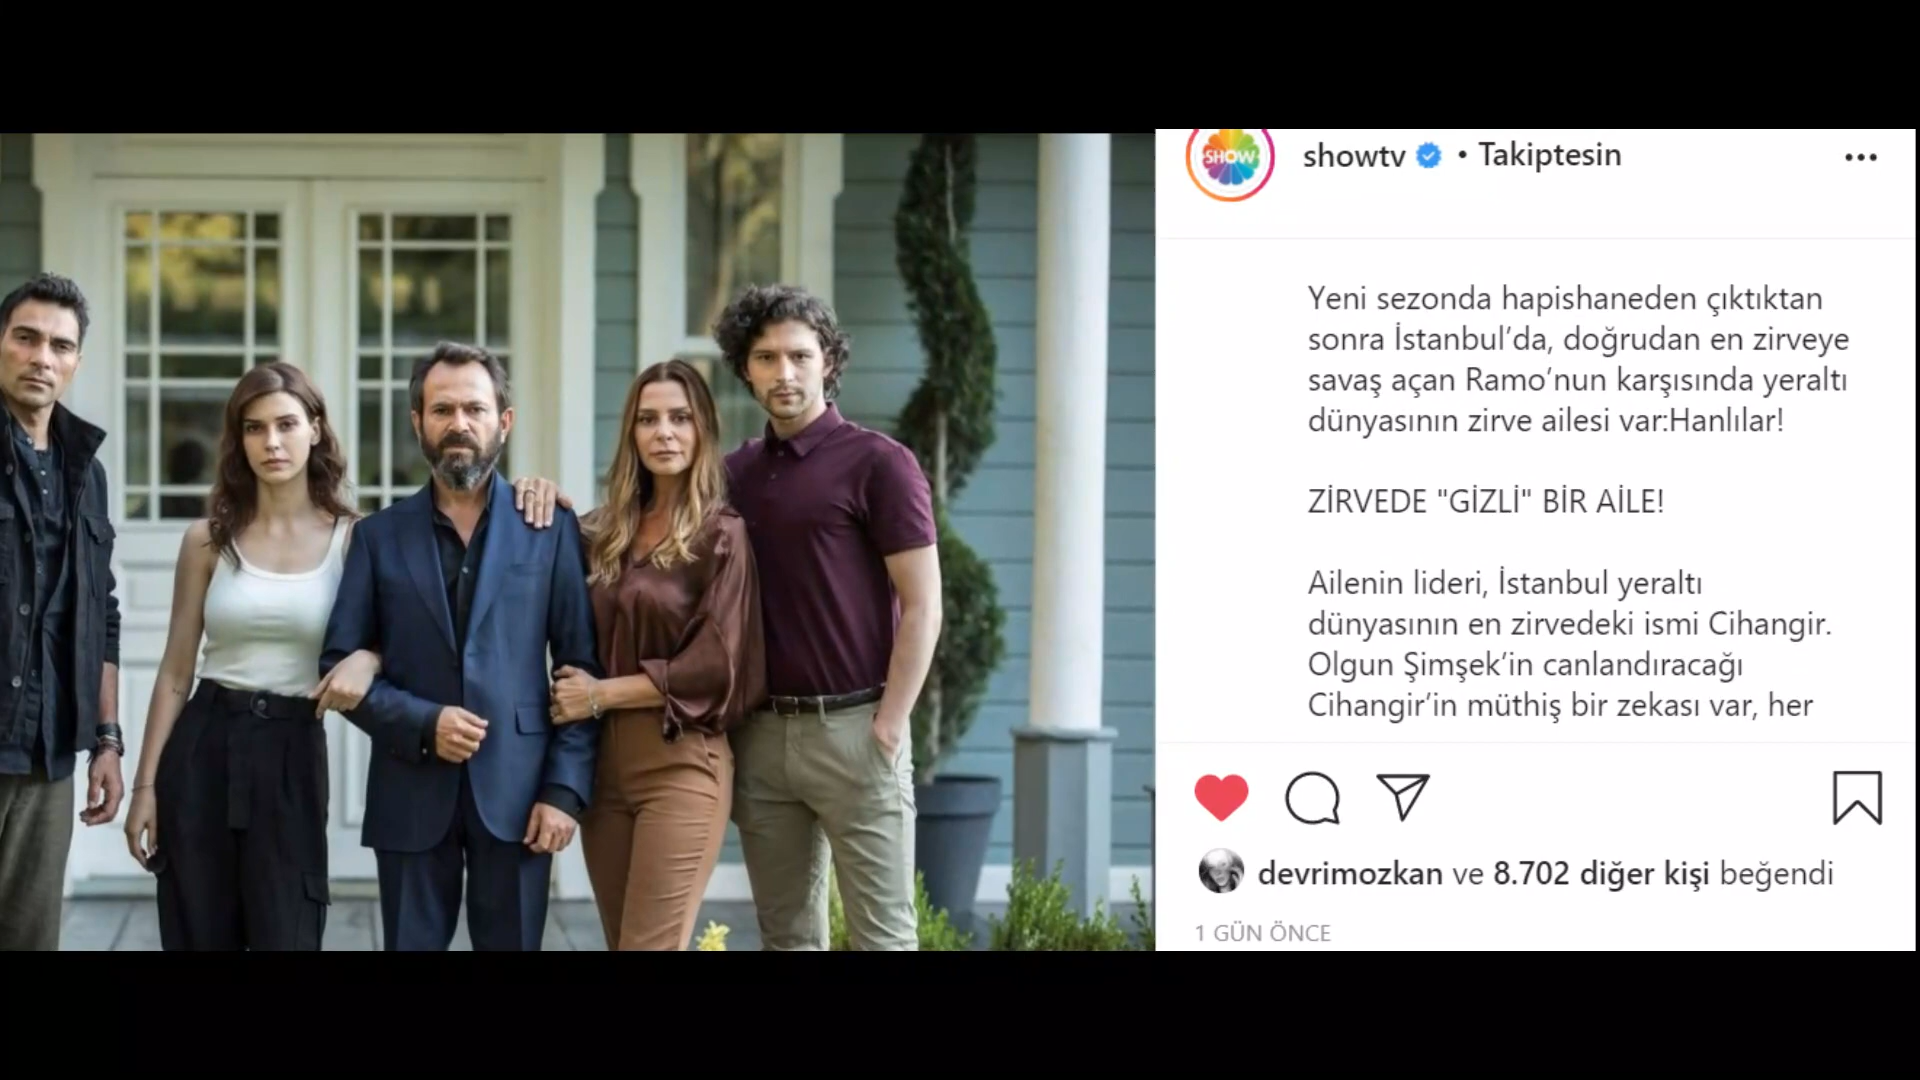 SHOW
showtv • Takiptesin
Yeni sezonda hapishaneden çıktıktan
sonra İstanbul’da, doğrudan en zirveye
savaş açan Ramo’nun karşısında yeraltı
dünyasının zirve ailesi var:Hanlılar!
ZİRVEDE "GİZLİ" BİR AİLE!
Ailenin lideri, İstanbul yeraltı
dünyasının en zirvedeki ismi Cihangir.
Olgun Şimşek’in canlandıracağı
Cihangir’in müthiş bir zekası var, her
devrimozkan ve 8.702 diğer kişi beğendi
1 GÜN ÖNCE